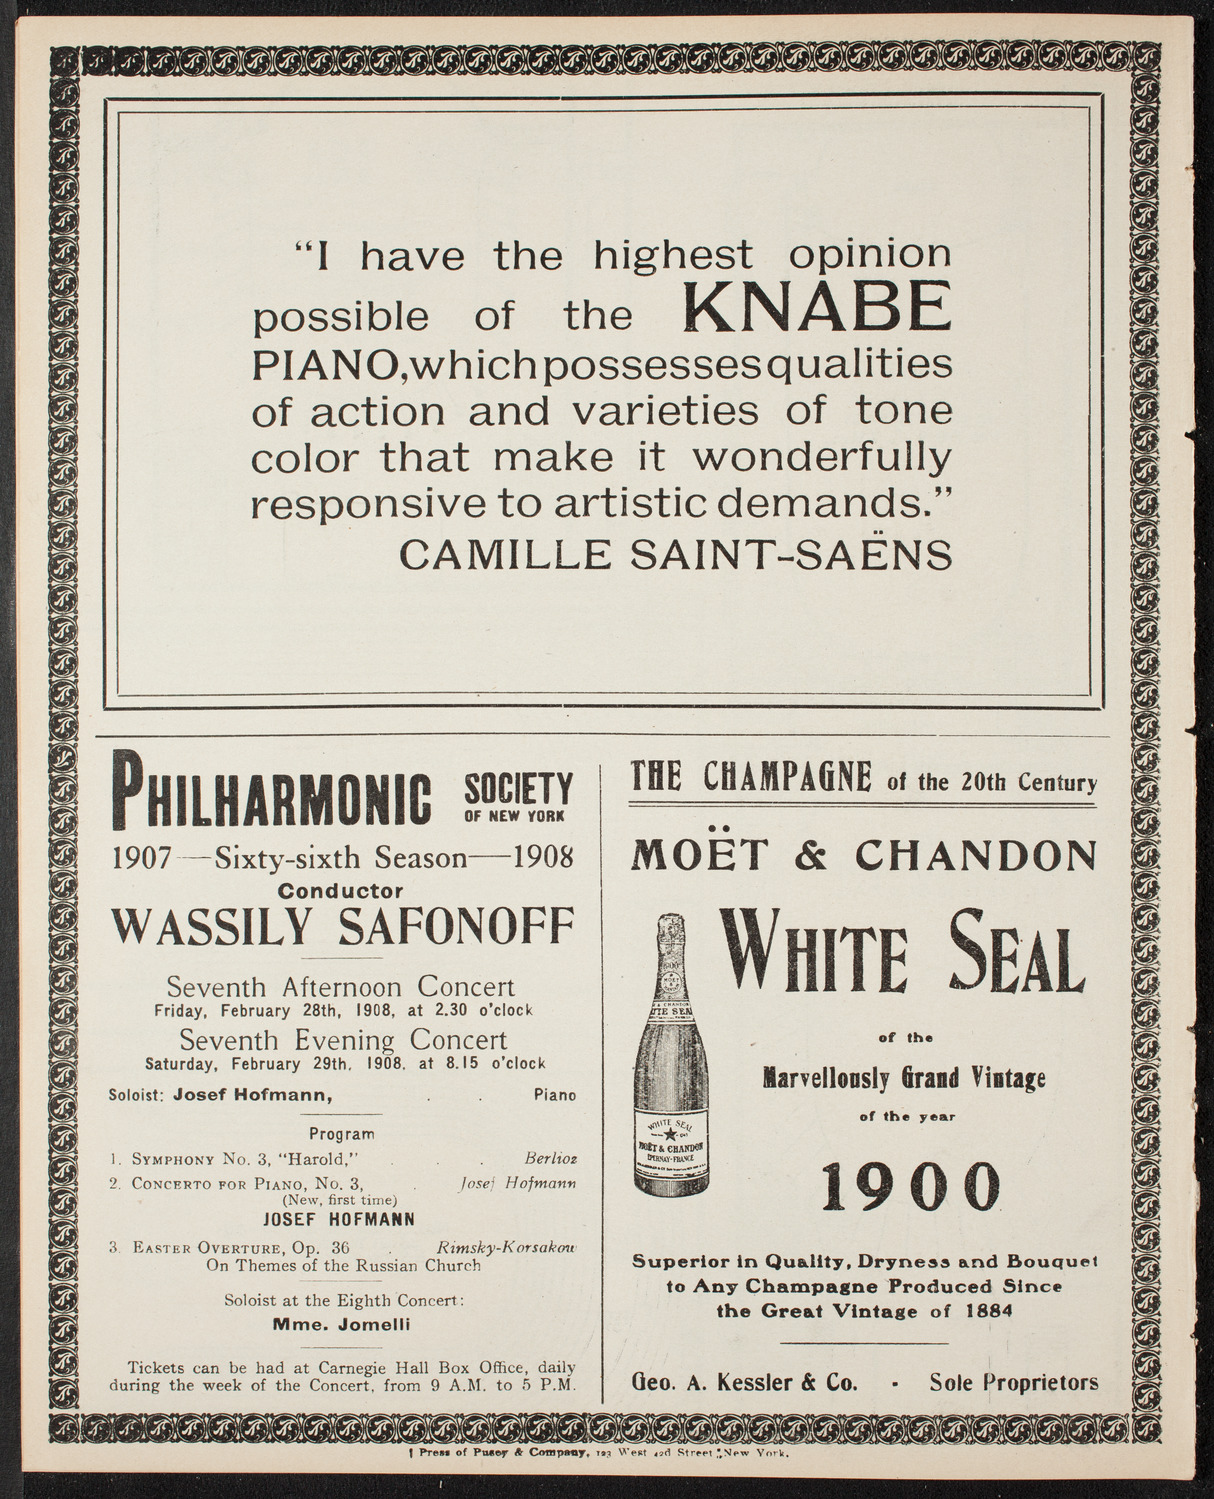 “I have the highest opinion
possible of the KNABE
PIANO, which possesses qualities
of action and varieties of tone
color that make it wonderfully
responsive to artistic demands.”
CAMILLE SAINT-SAËNS
PHILHARMONIC SOCIETY
OF NEW YORK
1907—Sixty-sixth Season—1908
Conductor
WASSILY SAFONOFF
Seventh Afternoon Concert
Friday, February 28th, 1908, at 2.30 o'clock
Seventh Evening Concert
Saturday, February 29th, 1908. at 8.15 o'clock
Soloist: Josef Hofmann, . . Piano
Program
1. SYMPHONY NO. 3, “Harold,” . . Berlioz
2. CONCERTO FOR PIANO, NO. 3, . Josef Hofmann
(New, first time)
JOSEF HOFMANN
3. EASTER OVERTURE, Op. 36 . Rimsky-Korsakow
On Themes of the Russian Church
Soloist at the Eighth Concert:
Mme. Jomelli
Tickets can be had at Carnegie Hall Box Office, daily
during the week of the Concert, from 9 A.M. to 5 P.M.
THE CHAMPAGNE of the 20th Century
MOËT & CHANDON
WHITE SEAL
of the
Marvellously Grand Vintage
of the year
1900
WHITE SEAL
MOËT & CHANDON
EPERNAY-FRANCE
Superior in Quality, Dryness and Bouquet
to Any Champagne Produced Since
the Great Vintage of 1884
Geo. A. Kessler & Co. - Sole Proprietors
Press of Pusey & Company, 123 West 42d Street, New York.